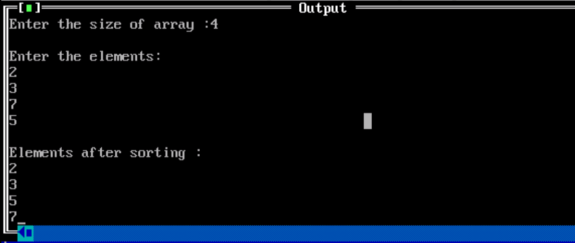 Output
Enter the size of array :4
Enter the elements:
2
3
7
5
Elements after sorting :
2
3
5
7